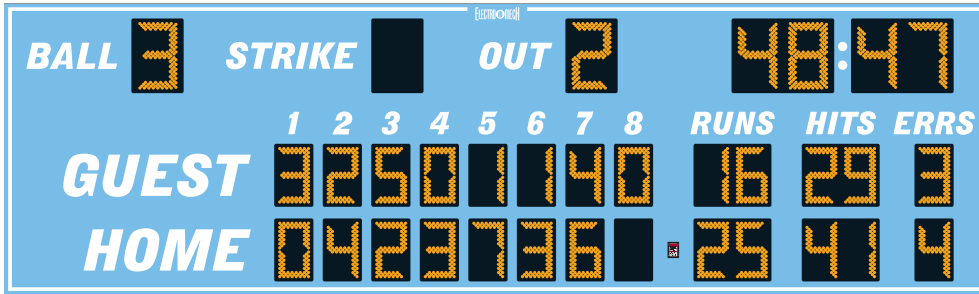 ELECTRO-MECH
BALL 3 STRIKE OUT 2 48:47
1 2 3 4 5 6 7 8 RUNS HITS ERRS
GUEST 3 2 5 0 1 1 4 0 16 29 3
HOME 0 4 2 3 7 3 6 25 41 4